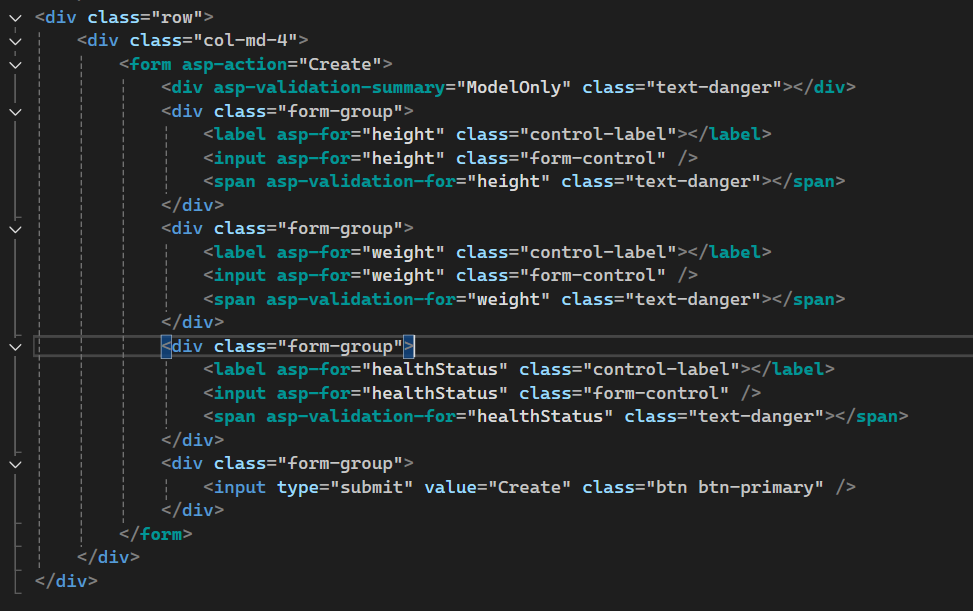 <div class="row">
    <div class="col-md-4">
        <form asp-action="Create">
            <div asp-validation-summary="ModelOnly" class="text-danger"></div>
            <div class="form-group">
                <label asp-for="height" class="control-label"></label>
                <input asp-for="height" class="form-control" />
                <span asp-validation-for="height" class="text-danger"></span>
            </div>
            <div class="form-group">
                <label asp-for="weight" class="control-label"></label>
                <input asp-for="weight" class="form-control" />
                <span asp-validation-for="weight" class="text-danger"></span>
            </div>
            <div class="form-group">
                <label asp-for="healthStatus" class="control-label"></label>
                <input asp-for="healthStatus" class="form-control" />
                <span asp-validation-for="healthStatus" class="text-danger"></span>
            </div>
            <div class="form-group">
                <input type="submit" value="Create" class="btn btn-primary" />
            </div>
        </form>
    </div>
</div>